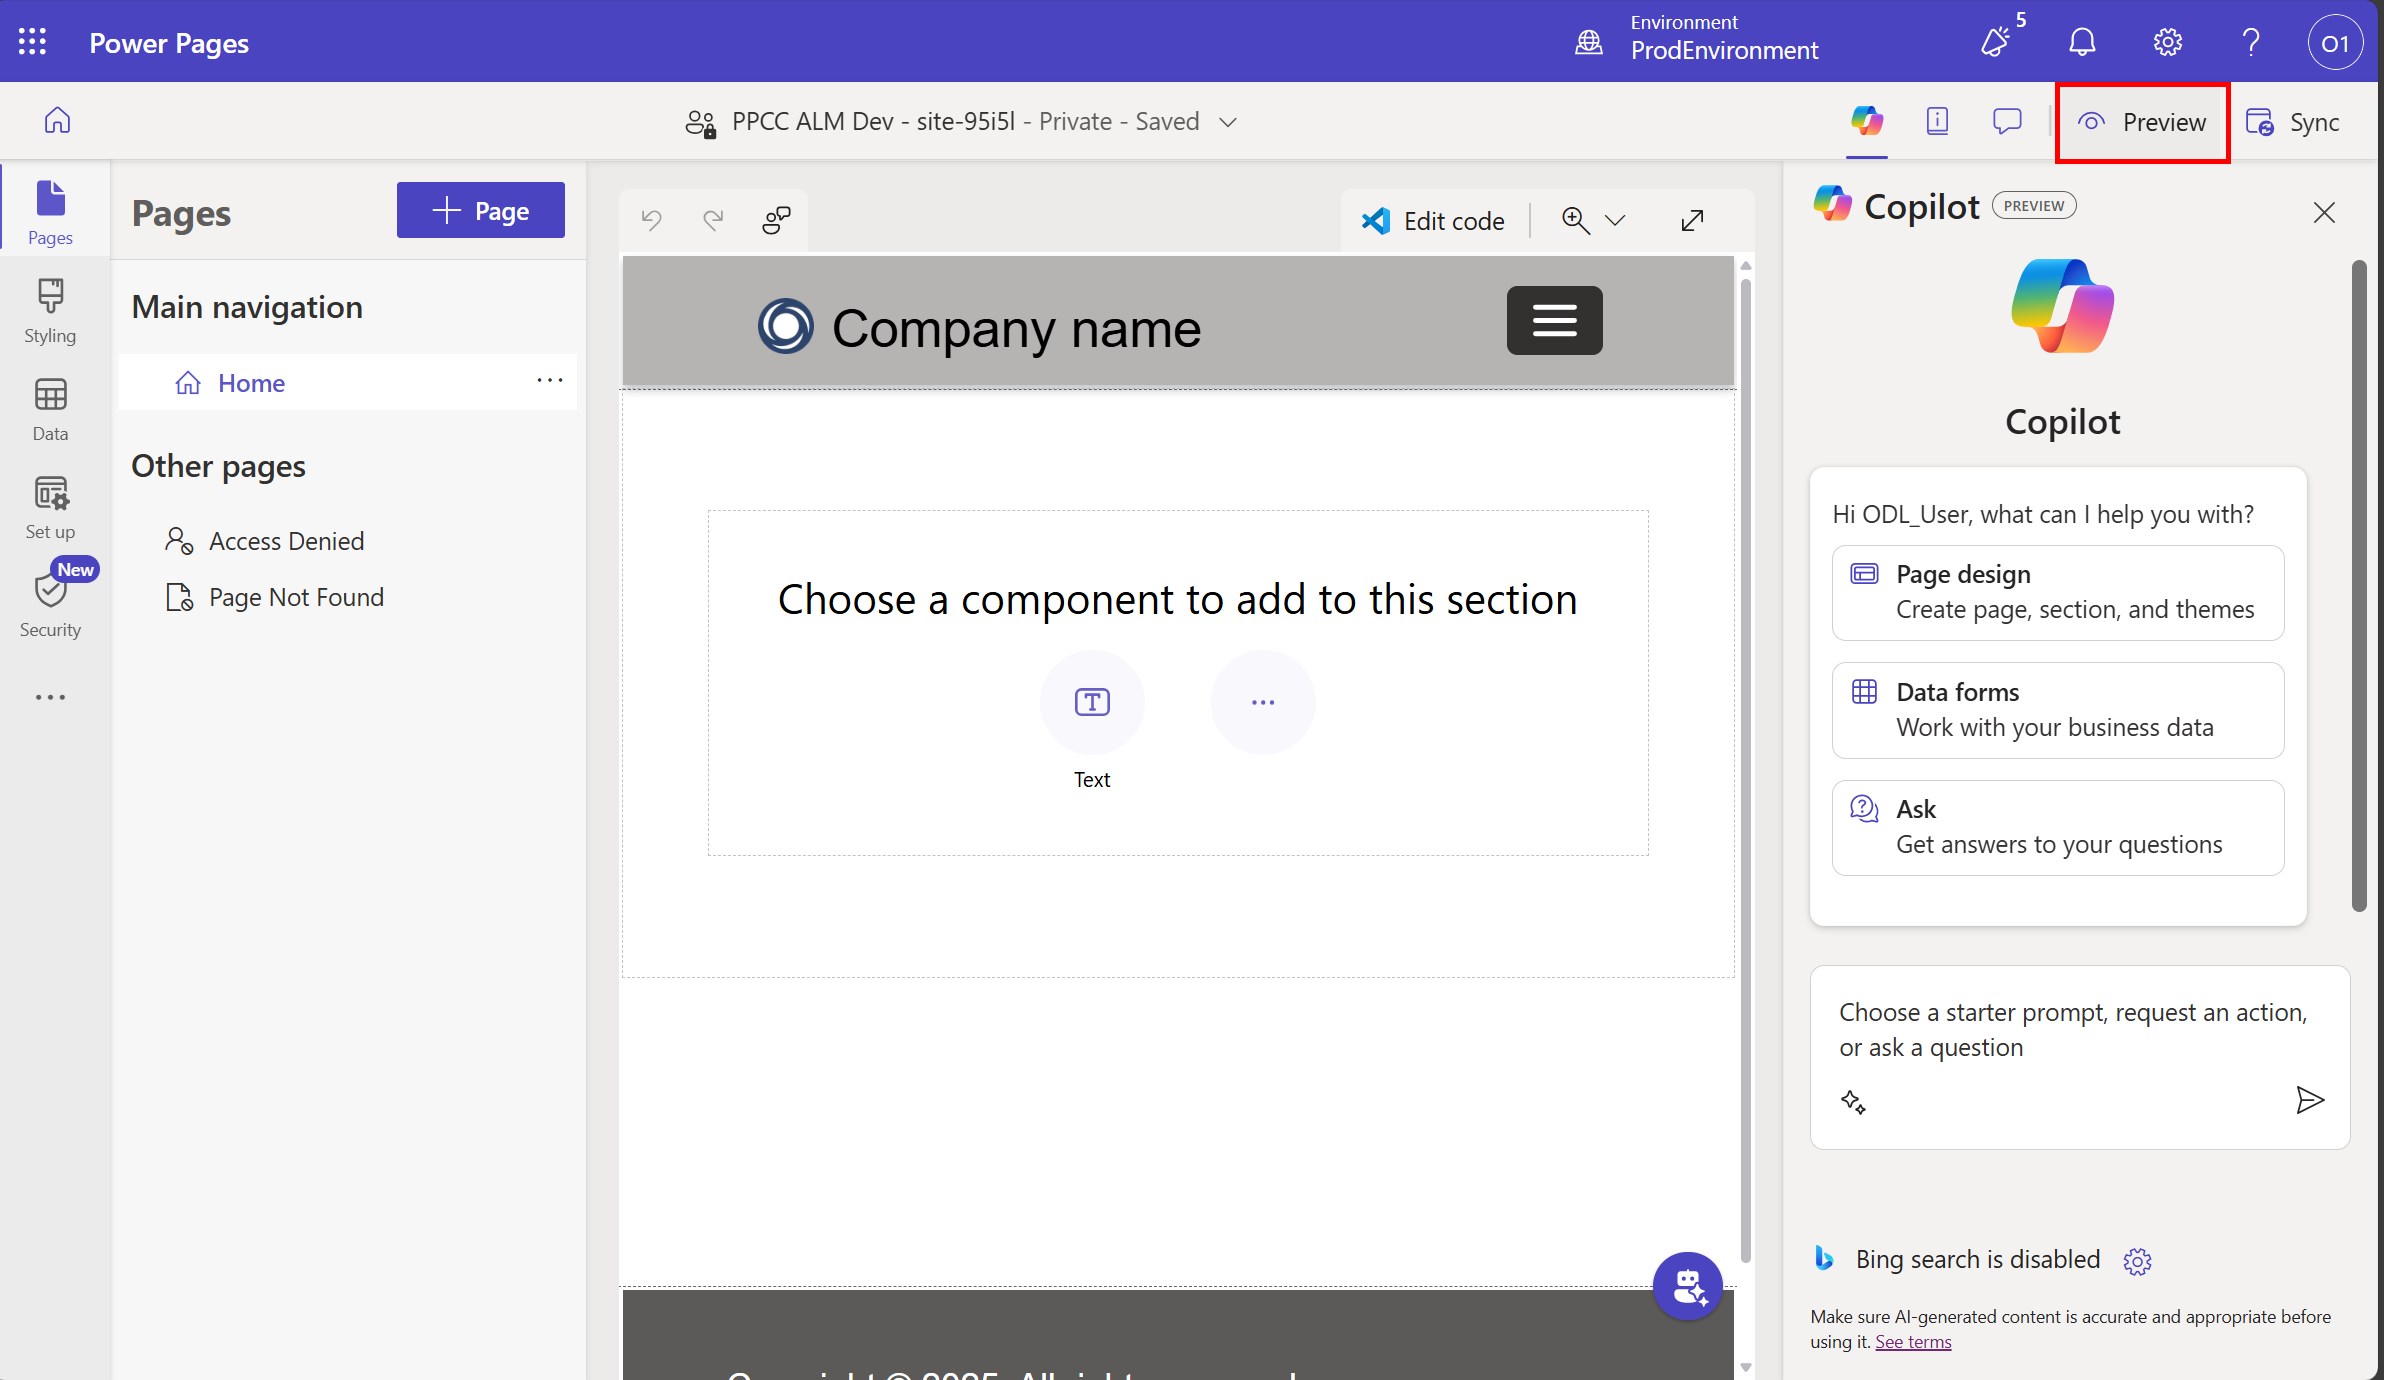 Power Pages
Environment
ProdEnvironment
5
O1
PPCC ALM Dev - site-95i5l - Private - Saved
Preview
Sync
Pages
Styling
Data
Set up
New
Security
Pages
Page
Main navigation
Home
Other pages
Access Denied
Page Not Found
Edit code
Company name
Choose a component to add to this section
Text
Copilot PREVIEW
Copilot
Hi ODL_User, what can I help you with?
Page design
Create page, section, and themes
Data forms
Work with your business data
Ask
Get answers to your questions
Choose a starter prompt, request an action,
or ask a question
Bing search is disabled
Make sure AI-generated content is accurate and appropriate before
using it. See terms
Copyright © 2025. All rights reserved.